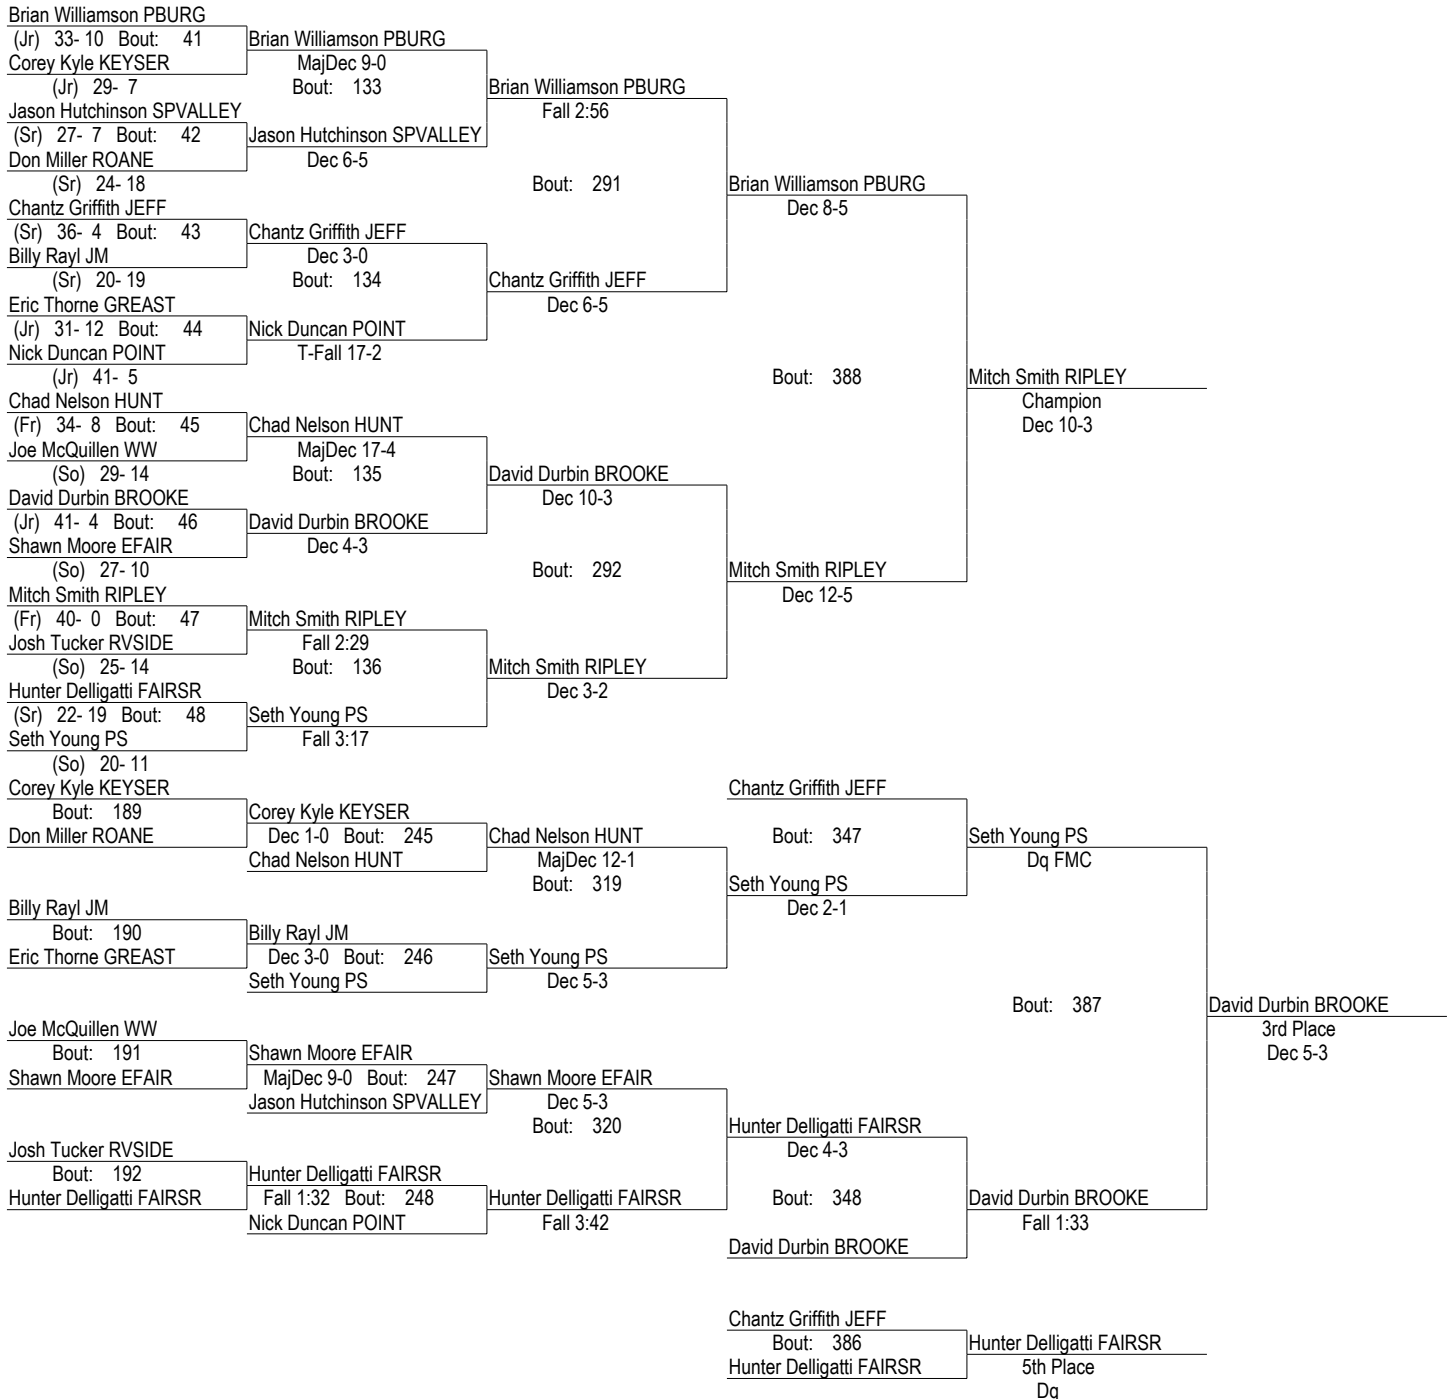 Brian Williamson PBURG
(Jr) 33- 10 Bout: 41 Brian Williamson PBURG
Corey Kyle KEYSER MajDec 9-0
(Jr) 29- 7 Bout: 133 Brian Williamson PBURG
Jason Hutchinson SPVALLEY Fall 2:56
(Sr) 27- 7 Bout: 42 Jason Hutchinson SPVALLEY
Don Miller ROANE Dec 6-5
(Sr) 24- 18 Bout: 291 Brian Williamson PBURG
Chantz Griffith JEFF Dec 8-5
(Sr) 36- 4 Bout: 43 Chantz Griffith JEFF
Billy Rayl JM Dec 3-0
(Sr) 20- 19 Bout: 134 Chantz Griffith JEFF
Eric Thorne GREAST Dec 6-5
(Jr) 31- 12 Bout: 44 Nick Duncan POINT
Nick Duncan POINT T-Fall 17-2
(Jr) 41- 5 Bout: 388 Mitch Smith RIPLEY
Chad Nelson HUNT Champion
(Fr) 34- 8 Bout: 45 Chad Nelson HUNT Dec 10-3
Joe McQuillen WW MajDec 17-4
(So) 29- 14 Bout: 135 David Durbin BROOKE
David Durbin BROOKE Dec 10-3
(Jr) 41- 4 Bout: 46 David Durbin BROOKE
Shawn Moore EFAIR Dec 4-3
(So) 27- 10 Bout: 292 Mitch Smith RIPLEY
Mitch Smith RIPLEY Dec 12-5
(Fr) 40- 0 Bout: 47 Mitch Smith RIPLEY
Josh Tucker RVSIDE Fall 2:29
(So) 25- 14 Bout: 136 Mitch Smith RIPLEY
Hunter Delligatti FAIRSR Dec 3-2
(Sr) 22- 19 Bout: 48 Seth Young PS
Seth Young PS Fall 3:17
(So) 20- 11
Corey Kyle KEYSER Chantz Griffith JEFF
Bout: 189 Corey Kyle KEYSER
Don Miller ROANE Dec 1-0 Bout: 245 Chad Nelson HUNT Bout: 347 Seth Young PS
Chad Nelson HUNT MajDec 12-1 Dq FMC
Bout: 319 Seth Young PS
Billy Rayl JM Dec 2-1
Bout: 190 Billy Rayl JM
Eric Thorne GREAST Dec 3-0 Bout: 246 Seth Young PS
Seth Young PS Dec 5-3
Bout: 387 David Durbin BROOKE
Joe McQuillen WW 3rd Place
Bout: 191 Shawn Moore EFAIR Dec 5-3
Shawn Moore EFAIR MajDec 9-0 Bout: 247 Shawn Moore EFAIR
Jason Hutchinson SPVALLEY Dec 5-3
Bout: 320 Hunter Delligatti FAIRSR
Josh Tucker RVSIDE Dec 4-3
Bout: 192 Hunter Delligatti FAIRSR
Hunter Delligatti FAIRSR Fall 1:32 Bout: 248 Hunter Delligatti FAIRSR Bout: 348 David Durbin BROOKE
Nick Duncan POINT Fall 3:42 Fall 1:33
David Durbin BROOKE
Chantz Griffith JEFF
Bout: 386 Hunter Delligatti FAIRSR
Hunter Delligatti FAIRSR 5th Place
Dq